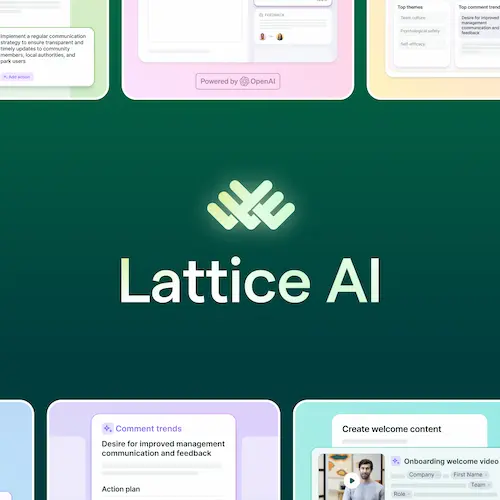 Implement a regular communication
strategy to ensure transparent and
timely updates to community
members, local authorities, and
park users
Add action
FEEDBACK
Powered by OpenAI
Top themes
Team culture
Psychological safety
Self-efficacy
Top comment trends
Desire for improved
management
communication and
feedback
Lattice AI
Comment trends
Desire for improved management
communication and feedback
Action plan
Create welcome content
Onboarding welcome video
Company
First Name
Team
Role